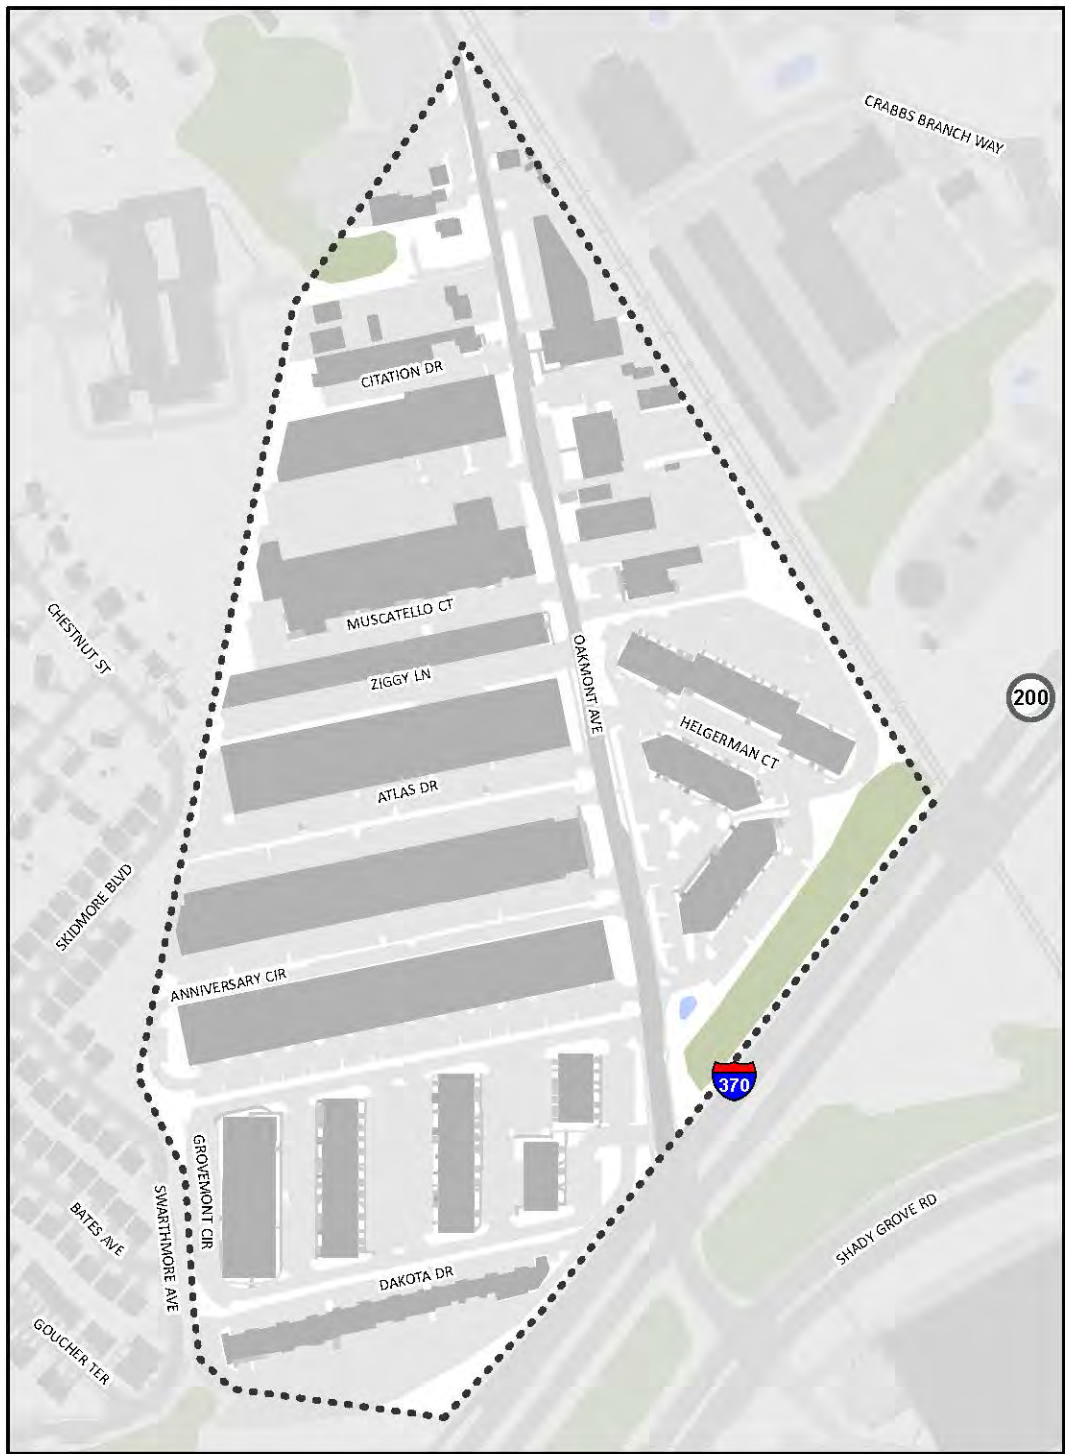 CRABBS BRANCH WAY
CITATION DR
CHESTNUT ST
MUSCATELLO CT
OAKMONT AVE
ZIGGY LN
200
HELGERMAN CT
ATLAS DR
SKIDMORE BLVD
ANNIVERSARY CIR
370
GROVEMONT CIR
SWARTHMORE AVE
BATES AVE
SHADY GROVE RD
DAKOTA DR
GOUCHER TER